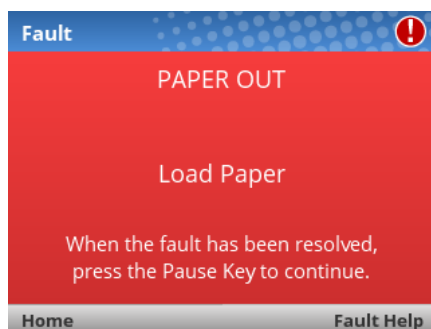 Fault
PAPER OUT
Load Paper
When the fault has been resolved,
press the Pause Key to continue.
Home
Fault Help